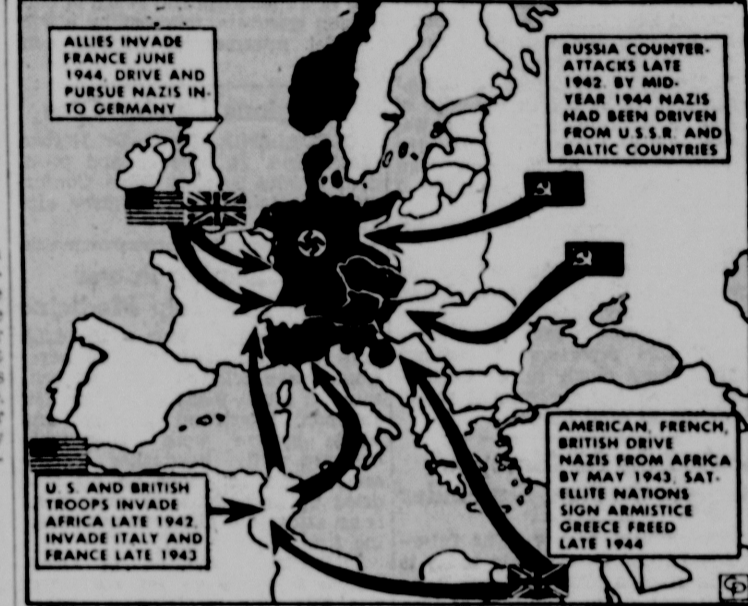 ALLIES INVADE
FRANCE JUNE
1944, DRIVE AND
PURSUE NAZIS IN-
TO GERMANY
RUSSIA COUNTER-
ATTACKS LATE
1942. BY MID-
YEAR 1944 NAZIS
HAD BEEN DRIVEN
FROM U.S.S.R. AND
BALTIC COUNTRIES
U. S. AND BRITISH
TROOPS INVADE
AFRICA LATE 1942,
INVADE ITALY AND
FRANCE LATE 1943
AMERICAN, FRENCH,
BRITISH DRIVE
NAZIS FROM AFRICA
BY MAY 1943, SAT-
ELLITE NATIONS
SIGN ARMISTICE
GREECE FREED
LATE 1944